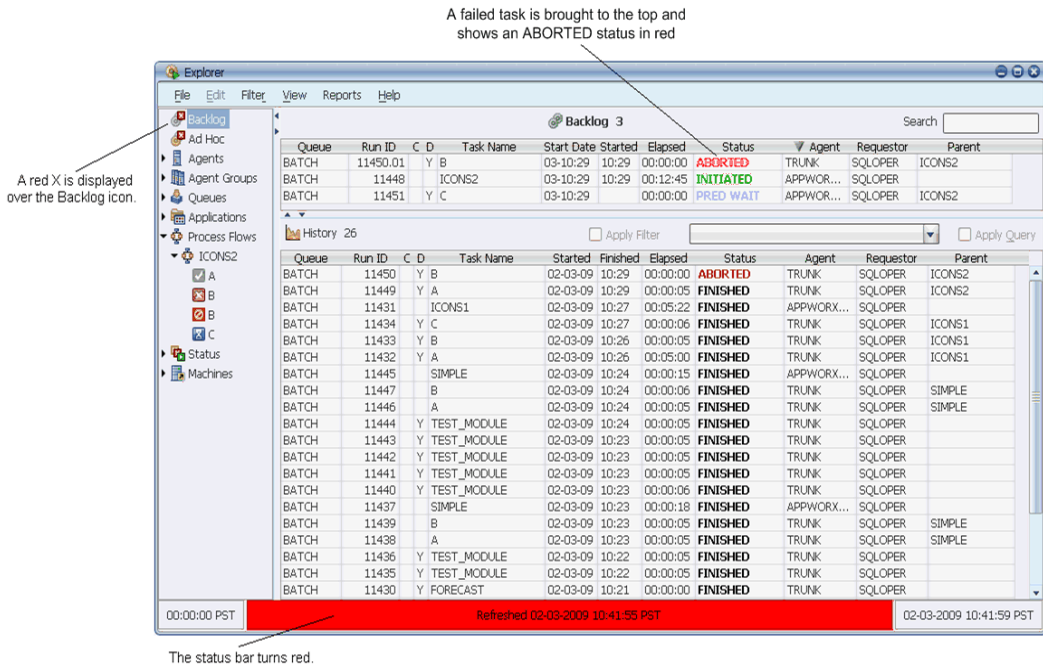 A failed task is brought to the top and
shows an ABORTED status in red
Explorer
File Edit Filter View Reports Help
Backlog
Ad Hoc
Agents
Agent Groups
Queues
Applications
Process Flows
ICONS2
A
B
B
C
Status
Machines
A red X is displayed
over the Backlog icon.
Backlog 3 Search
Queue Run ID C D Task Name Start Date Started Elapsed Status Agent Requestor Parent
BATCH 11450.01 Y B 03-10:29 10:29 00:00:00 ABORTED TRUNK SQLOPER ICONS2
BATCH 11448 ICONS2 03-10:29 10:29 00:12:45 INITIATED APPWOR... SQLOPER
BATCH 11451 Y C 03-10:29 00:00:00 PRED WAIT APPWOR... SQLOPER ICONS2
History 26 Apply Filter Apply Query
Queue Run ID C D Task Name Started Finished Elapsed Status Agent Requestor Parent
BATCH 11450 Y B 02-03-09 10:29 00:00:00 ABORTED TRUNK SQLOPER ICONS2
BATCH 11449 Y A 02-03-09 10:29 00:00:05 FINISHED TRUNK SQLOPER ICONS2
BATCH 11431 ICONS1 02-03-09 10:27 00:05:22 FINISHED APPWORX... SQLOPER
BATCH 11434 Y C 02-03-09 10:27 00:00:06 FINISHED TRUNK SQLOPER ICONS1
BATCH 11433 Y B 02-03-09 10:26 00:00:05 FINISHED TRUNK SQLOPER ICONS1
BATCH 11432 Y A 02-03-09 10:26 00:05:00 FINISHED TRUNK SQLOPER ICONS1
BATCH 11445 SIMPLE 02-03-09 10:24 00:00:15 FINISHED APPWORX... SQLOPER
BATCH 11447 B 02-03-09 10:24 00:00:06 FINISHED TRUNK SQLOPER SIMPLE
BATCH 11446 A 02-03-09 10:24 00:00:05 FINISHED TRUNK SQLOPER SIMPLE
BATCH 11444 Y TEST_MODULE 02-03-09 10:24 00:00:05 FINISHED TRUNK SQLOPER
BATCH 11443 Y TEST_MODULE 02-03-09 10:23 00:00:05 FINISHED TRUNK SQLOPER
BATCH 11442 Y TEST_MODULE 02-03-09 10:23 00:00:05 FINISHED TRUNK SQLOPER
BATCH 11441 Y TEST_MODULE 02-03-09 10:23 00:00:05 FINISHED TRUNK SQLOPER
BATCH 11440 Y TEST_MODULE 02-03-09 10:23 00:00:06 FINISHED TRUNK SQLOPER
BATCH 11437 SIMPLE 02-03-09 10:23 00:00:18 FINISHED APPWORX... SQLOPER
BATCH 11439 B 02-03-09 10:23 00:00:05 FINISHED TRUNK SQLOPER SIMPLE
BATCH 11438 A 02-03-09 10:23 00:00:05 FINISHED TRUNK SQLOPER SIMPLE
BATCH 11436 Y TEST_MODULE 02-03-09 10:22 00:00:05 FINISHED TRUNK SQLOPER
BATCH 11435 Y TEST_MODULE 02-03-09 10:22 00:00:05 FINISHED TRUNK SQLOPER
BATCH 11430 Y FORECAST 02-03-09 10:21 00:00:00 FINISHED TRUNK SQLOPER
00:00:00 PST Refreshed 02-03-2009 10:41:55 PST 02-03-2009 10:41:59 PST
The status bar turns red.